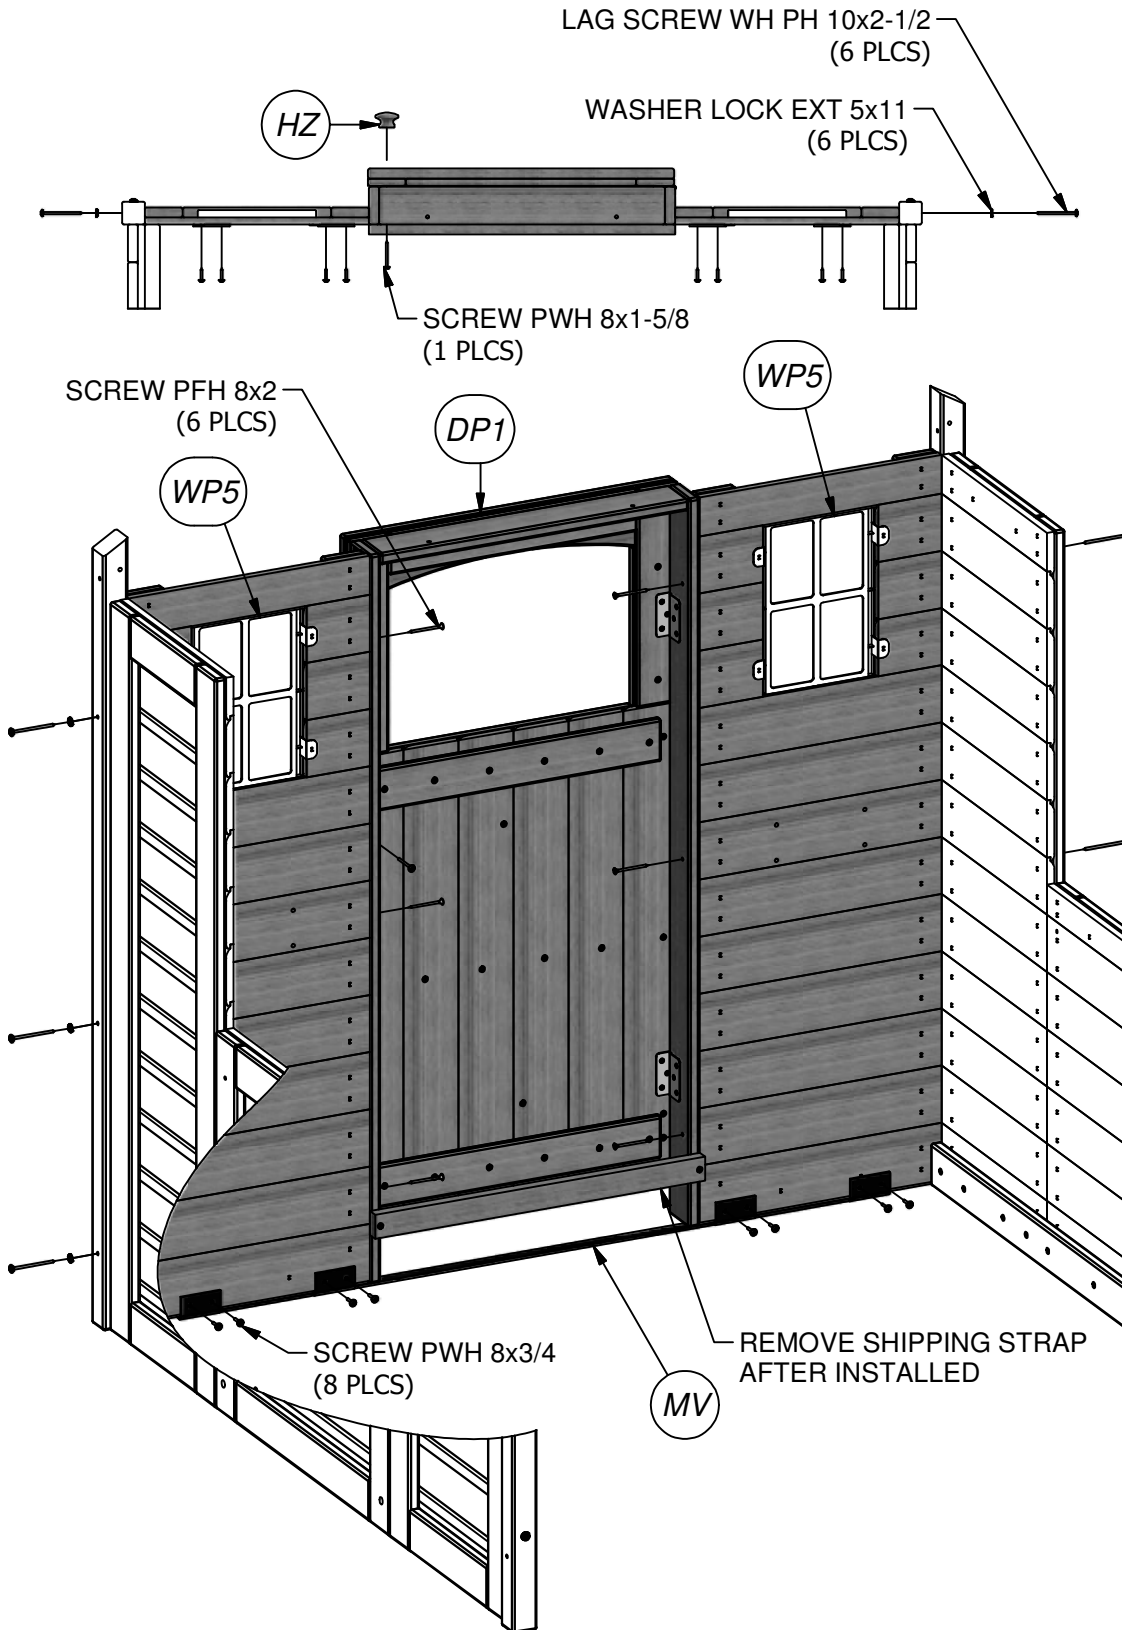 LAG SCREW WH PH 10x2-1/2
(6 PLCS)
HZ
WASHER LOCK EXT 5x11
(6 PLCS)
SCREW PWH 8x1-5/8
(1 PLCS)
SCREW PFH 8x2
(6 PLCS)
DP1
WP5
WP5
SCREW PWH 8x3/4
(8 PLCS)
REMOVE SHIPPING STRAP
AFTER INSTALLED
MV